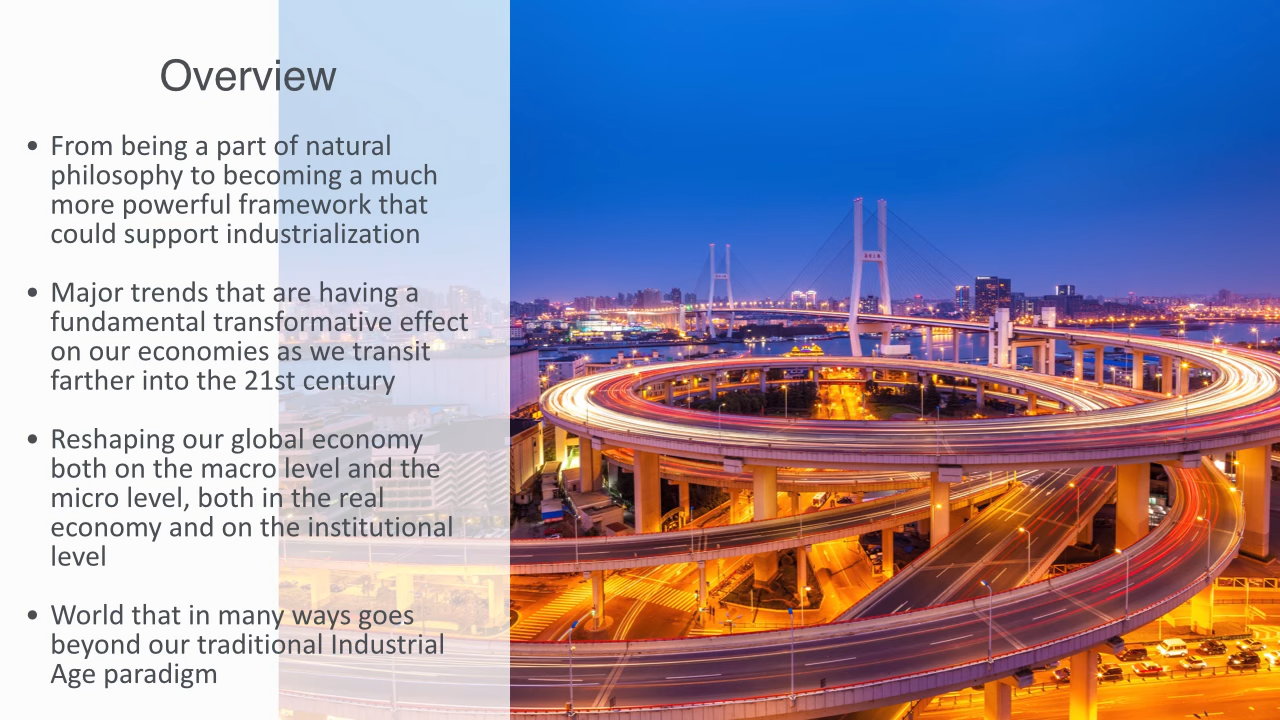 Overview
• From being a part of natural
philosophy to becoming a much
more powerful framework that
could support industrialization
• Major trends that are having a
fundamental transformative effect
on our economies as we transit
farther into the 21st century
• Reshaping our global economy
both on the macro level and the
micro level, both in the real
economy and on the institutional
level
• World that in many ways goes
beyond our traditional Industrial
Age paradigm